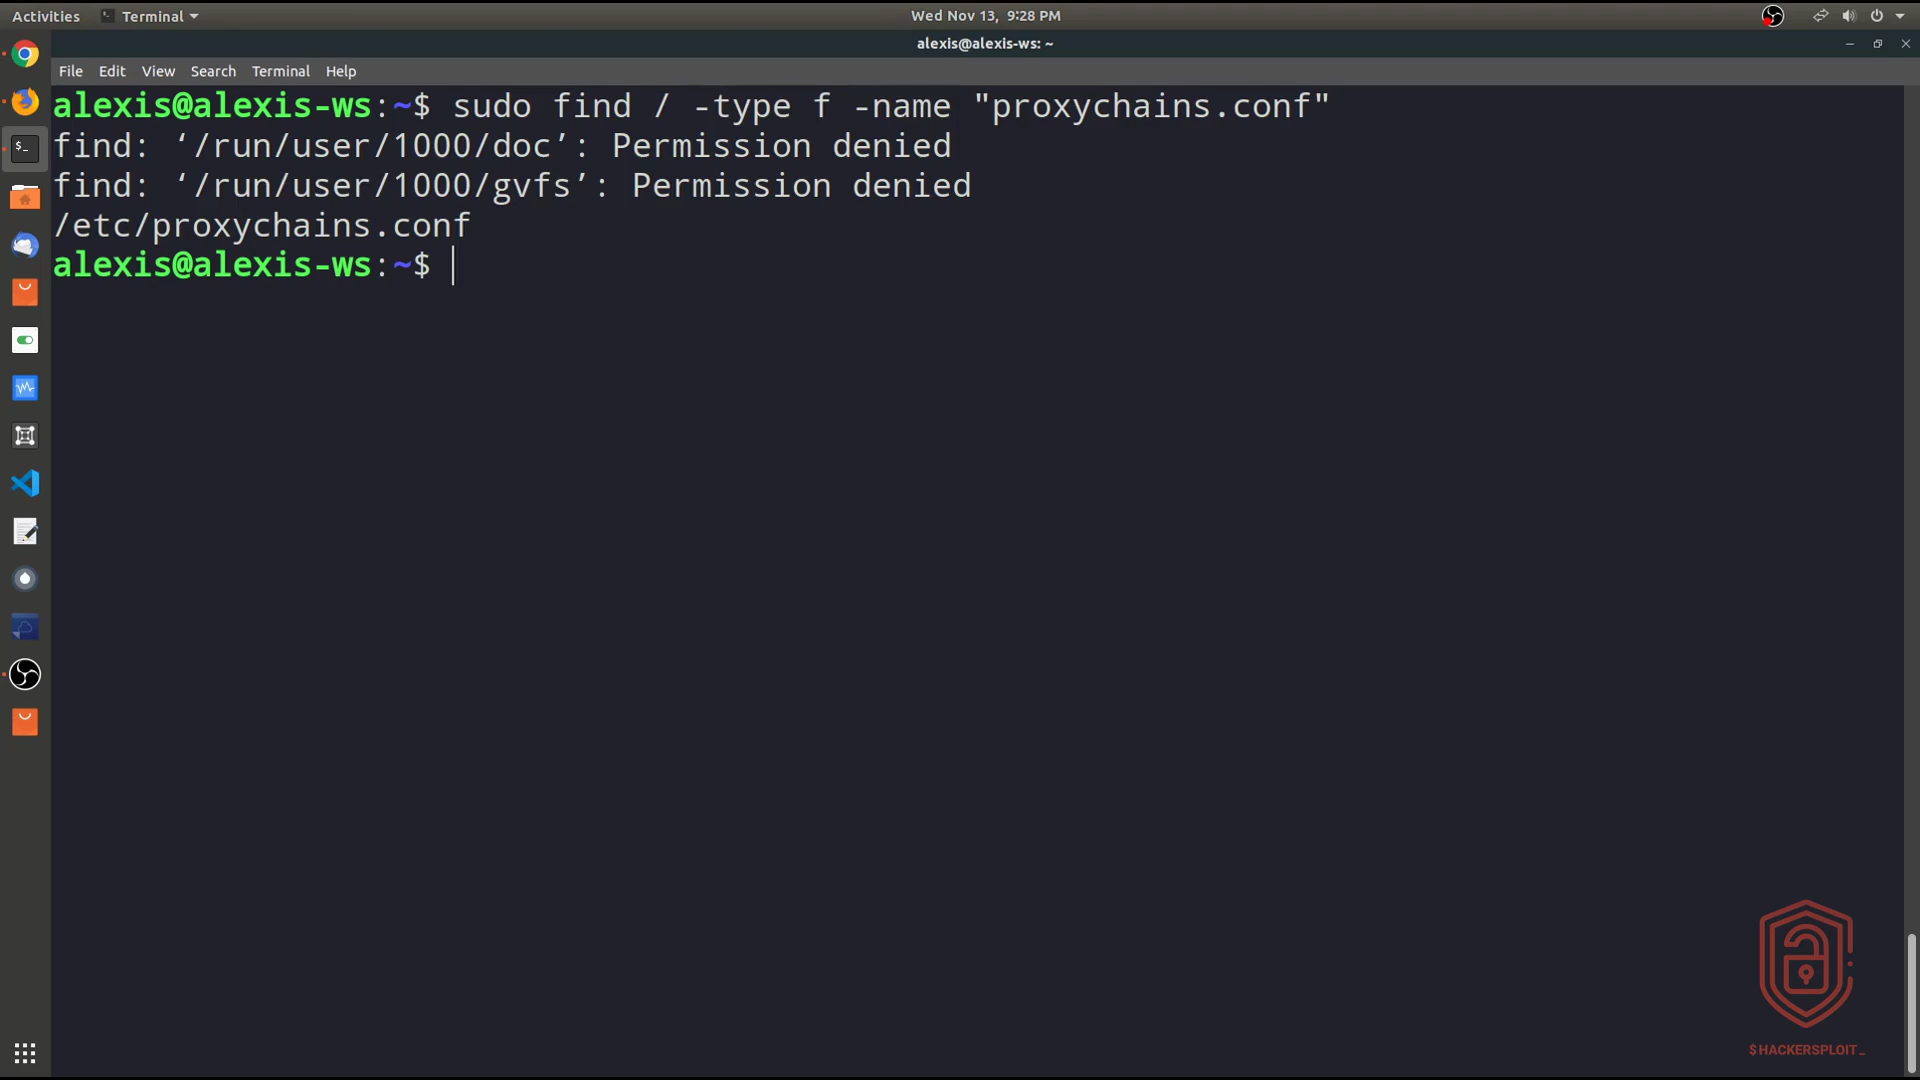 Activities Terminal Wed Nov 13, 9:28 PM
alexis@alexis-ws: ~
File Edit View Search Terminal Help
alexis@alexis-ws:~$ sudo find / -type f -name "proxychains.conf"
find: ‘/run/user/1000/doc’: Permission denied
find: ‘/run/user/1000/gvfs’: Permission denied
/etc/proxychains.conf
alexis@alexis-ws:~$
$HACKERSPLOIT_